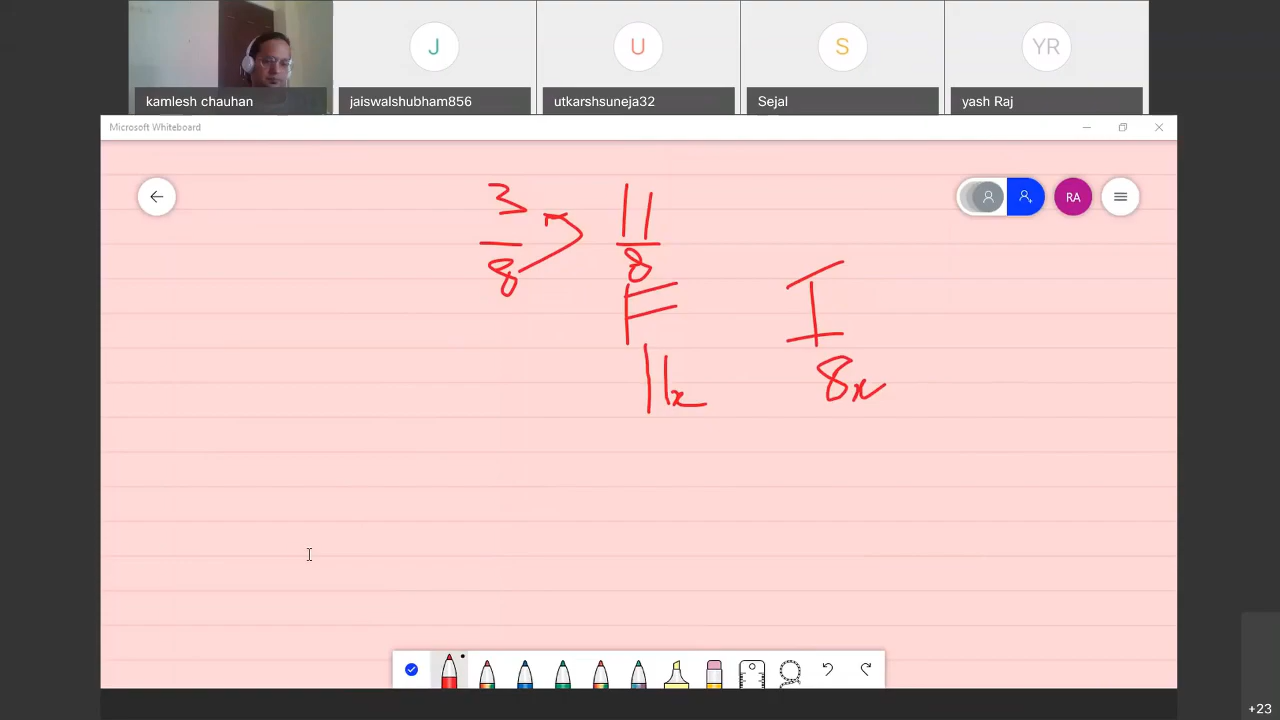 J
U
S
YR
kamlesh chauhan
jaiswalshubham856
utkarshsuneja32
Sejal
yash Raj
Microsoft Whiteboard
RA
3
8
11
8
F
I
11x
8x
+23